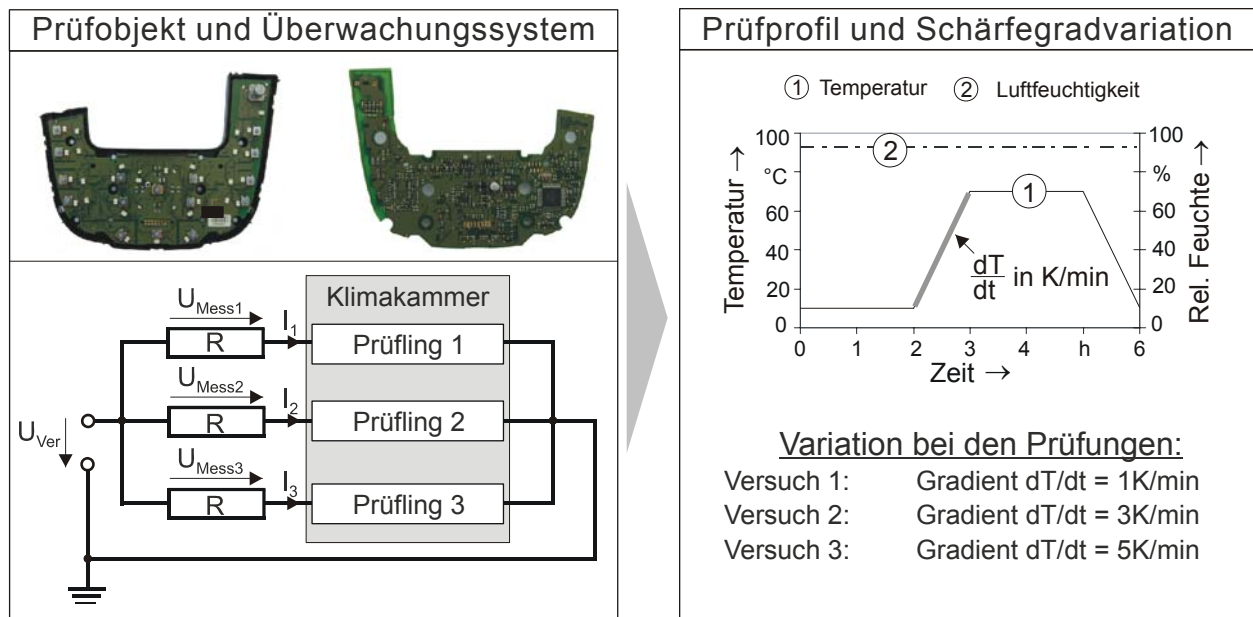 Prüfobjekt und Überwachungssystem
U_Mess1
I_1
R
U_Mess2
I_2
R
U_Mess3
I_3
R
U_Ver
Klimakammer
Prüfling 1
Prüfling 2
Prüfling 3
Prüfprofil und Schärfegradvariation
① Temperatur ② Luftfeuchtigkeit
Temperatur →
100
°C
60
40
20
0
②
①
dT
dt in K/min
100
%
60
40
20
0
Rel. Feuchte →
0 1 2 3 4 h 6
Zeit →
Variation bei den Prüfungen:
Versuch 1: Gradient dT/dt = 1K/min
Versuch 2: Gradient dT/dt = 3K/min
Versuch 3: Gradient dT/dt = 5K/min